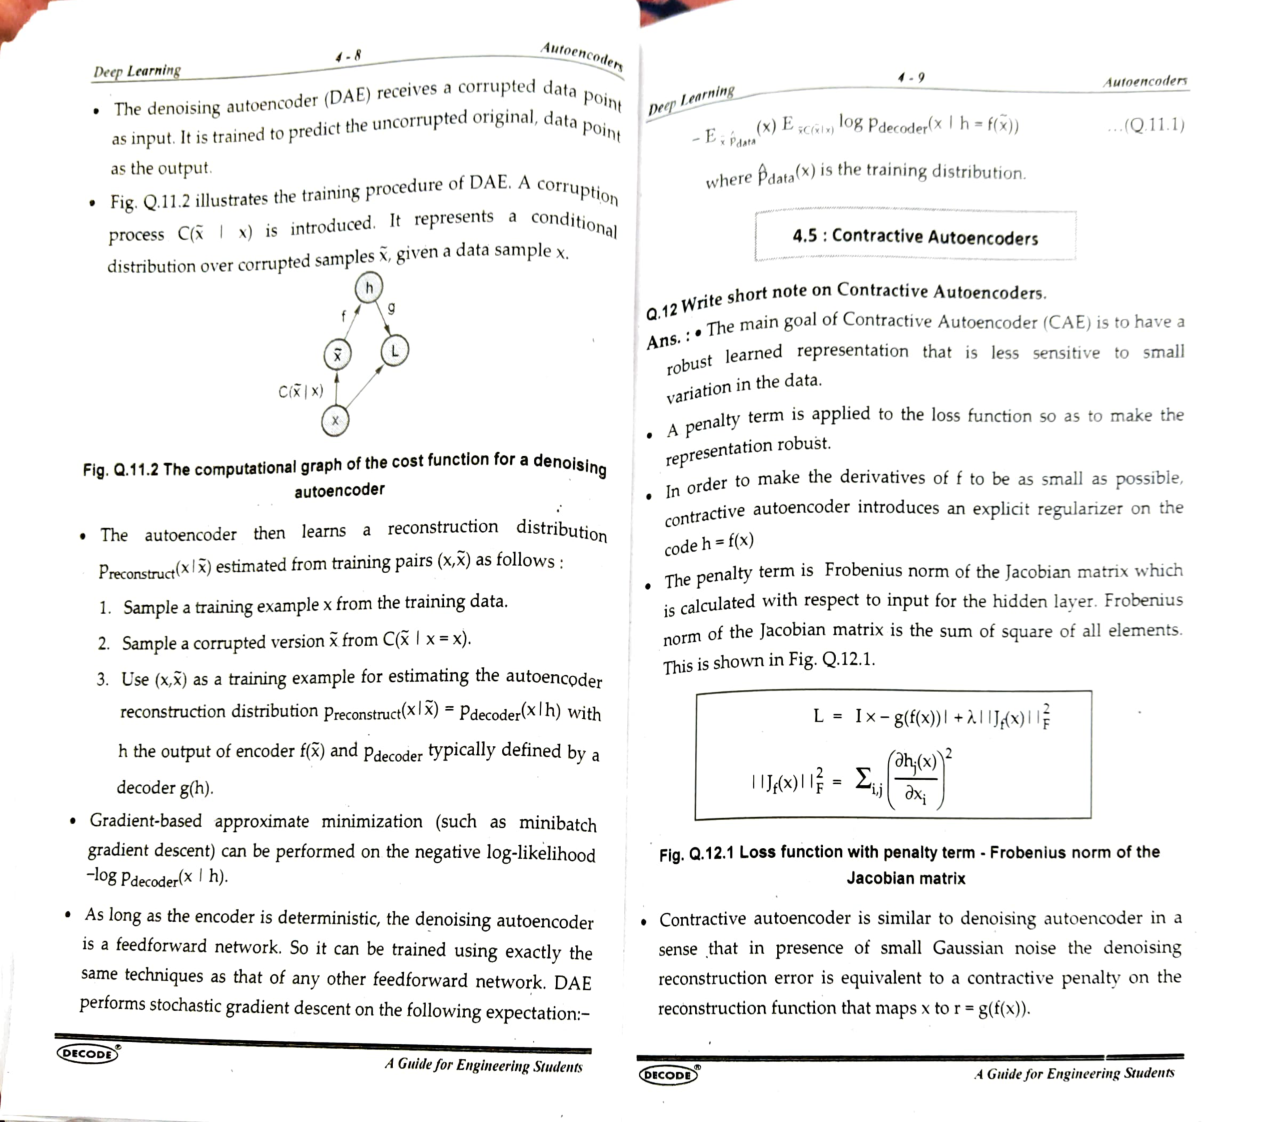 Deep Learning
4 - 8
Autoencoders
• The denoising autoencoder (DAE) receives a corrupted data point
as input. It is trained to predict the uncorrupted original, data point
as the output.
• Fig. Q.11.2 illustrates the training procedure of DAE. A corruption
process C(x̃ | x) is introduced. It represents a conditional
distribution over corrupted samples x̃, given a data sample x.
h
f
g
x̃
L
C(x̃ | x)
x
Fig. Q.11.2 The computational graph of the cost function for a denoising
autoencoder
• The autoencoder then learns a reconstruction distribution
Preconstruct(x|x̃) estimated from training pairs (x,x̃) as follows :
1. Sample a training example x from the training data.
2. Sample a corrupted version x̃ from C(x̃ | x = x).
3. Use (x,x̃) as a training example for estimating the autoencoder
reconstruction distribution preconstruct(x|x̃) = pdecoder(x|h) with
h the output of encoder f(x̃) and pdecoder typically defined by a
decoder g(h).
• Gradient-based approximate minimization (such as minibatch
gradient descent) can be performed on the negative log-likelihood
-log pdecoder(x | h).
• As long as the encoder is deterministic, the denoising autoencoder
is a feedforward network. So it can be trained using exactly the
same techniques as that of any other feedforward network. DAE
performs stochastic gradient descent on the following expectation:-
DECODE®
A Guide for Engineering Students
Deep Learning
4 - 9
Autoencoders
- E x p̂data (x) E x̃C(x̃|x) log pdecoder(x | h = f(x̃)) ...(Q.11.1)
where p̂data(x) is the training distribution.
4.5 : Contractive Autoencoders
Q.12 Write short note on Contractive Autoencoders.
Ans. : • The main goal of Contractive Autoencoder (CAE) is to have a
robust learned representation that is less sensitive to small
variation in the data.
• A penalty term is applied to the loss function so as to make the
representation robust.
• In order to make the derivatives of f to be as small as possible,
contractive autoencoder introduces an explicit regularizer on the
code h = f(x)
• The penalty term is Frobenius norm of the Jacobian matrix which
is calculated with respect to input for the hidden layer. Frobenius
norm of the Jacobian matrix is the sum of square of all elements.
This is shown in Fig. Q.12.1.
L = I x – g(f(x))| + λ||Jf(x)||²F
||Jf(x)||²F = Σi,j (∂hj(x)/∂xi)²
Fig. Q.12.1 Loss function with penalty term - Frobenius norm of the
Jacobian matrix
• Contractive autoencoder is similar to denoising autoencoder in a
sense that in presence of small Gaussian noise the denoising
reconstruction error is equivalent to a contractive penalty on the
reconstruction function that maps x to r = g(f(x)).
DECODE®
A Guide for Engineering Students